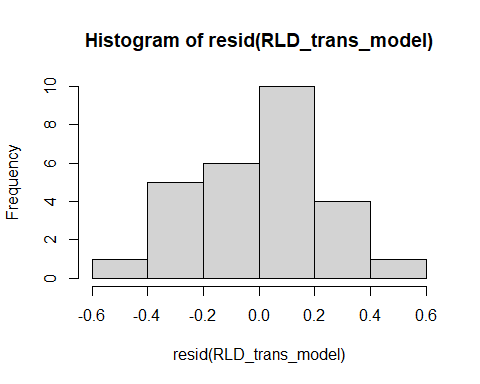 Histogram of resid(RLD_trans_model)
Frequency
10
8
6
4
2
0
-0.6 -0.4 -0.2 0.0 0.2 0.4 0.6
resid(RLD_trans_model)